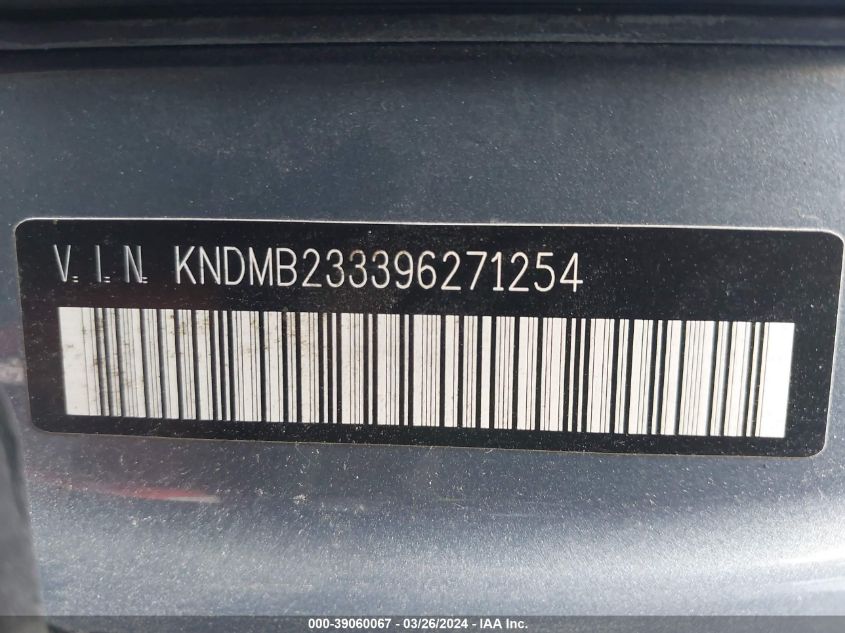 V.I.N. KNDMB233396271254
000-39060067 - 03/26/2024 - IAA Inc.